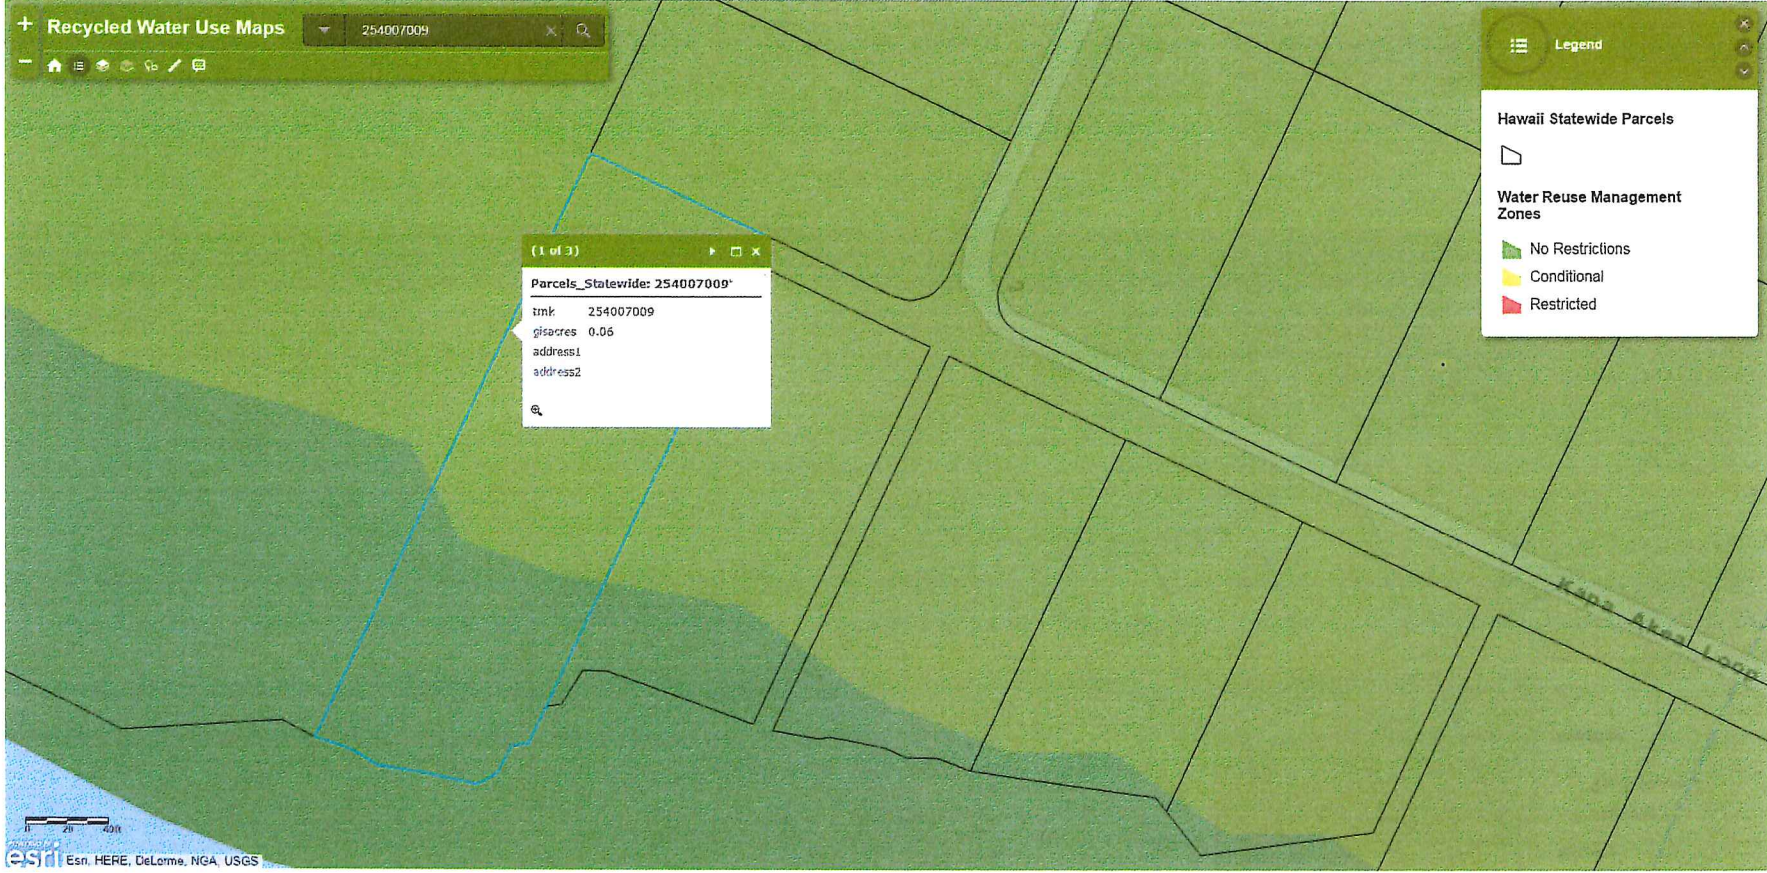 Recycled Water Use Maps
254007009
Legend
Hawaii Statewide Parcels
Water Reuse Management
Zones
No Restrictions
Conditional
Restricted
(1 of 3)
Parcels_Statewide: 254007009
tmk 254007009
gisacres 0.06
address1
address2
Kapa Akea Loop
0 20 40ft
esri
Esri, HERE, DeLorme, NGA, USGS